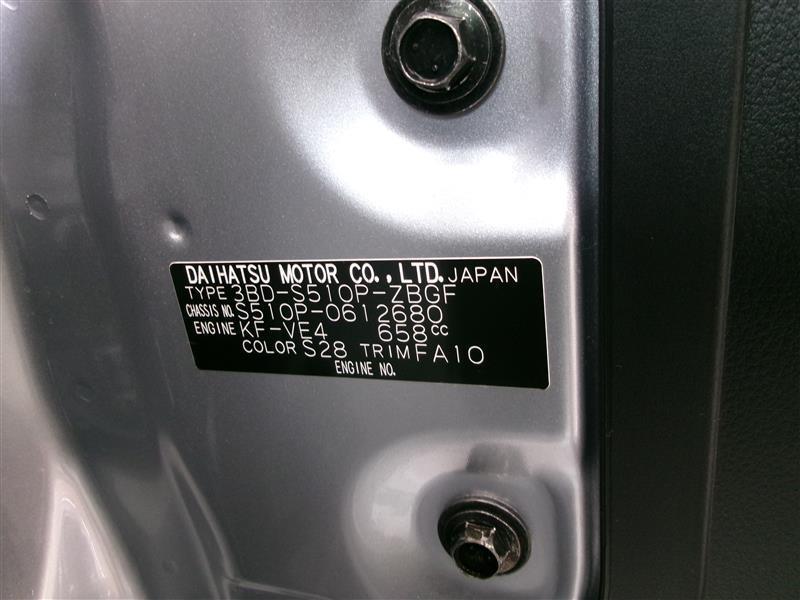 DAIHATSU MOTOR CO., LTD. JAPAN
TYPE 3BD-S510P-ZBGF
CHASSIS NO. S510P-0612680
ENGINE KF-VE4 658cc
COLOR S28 TRIM FA10
ENGINE NO.